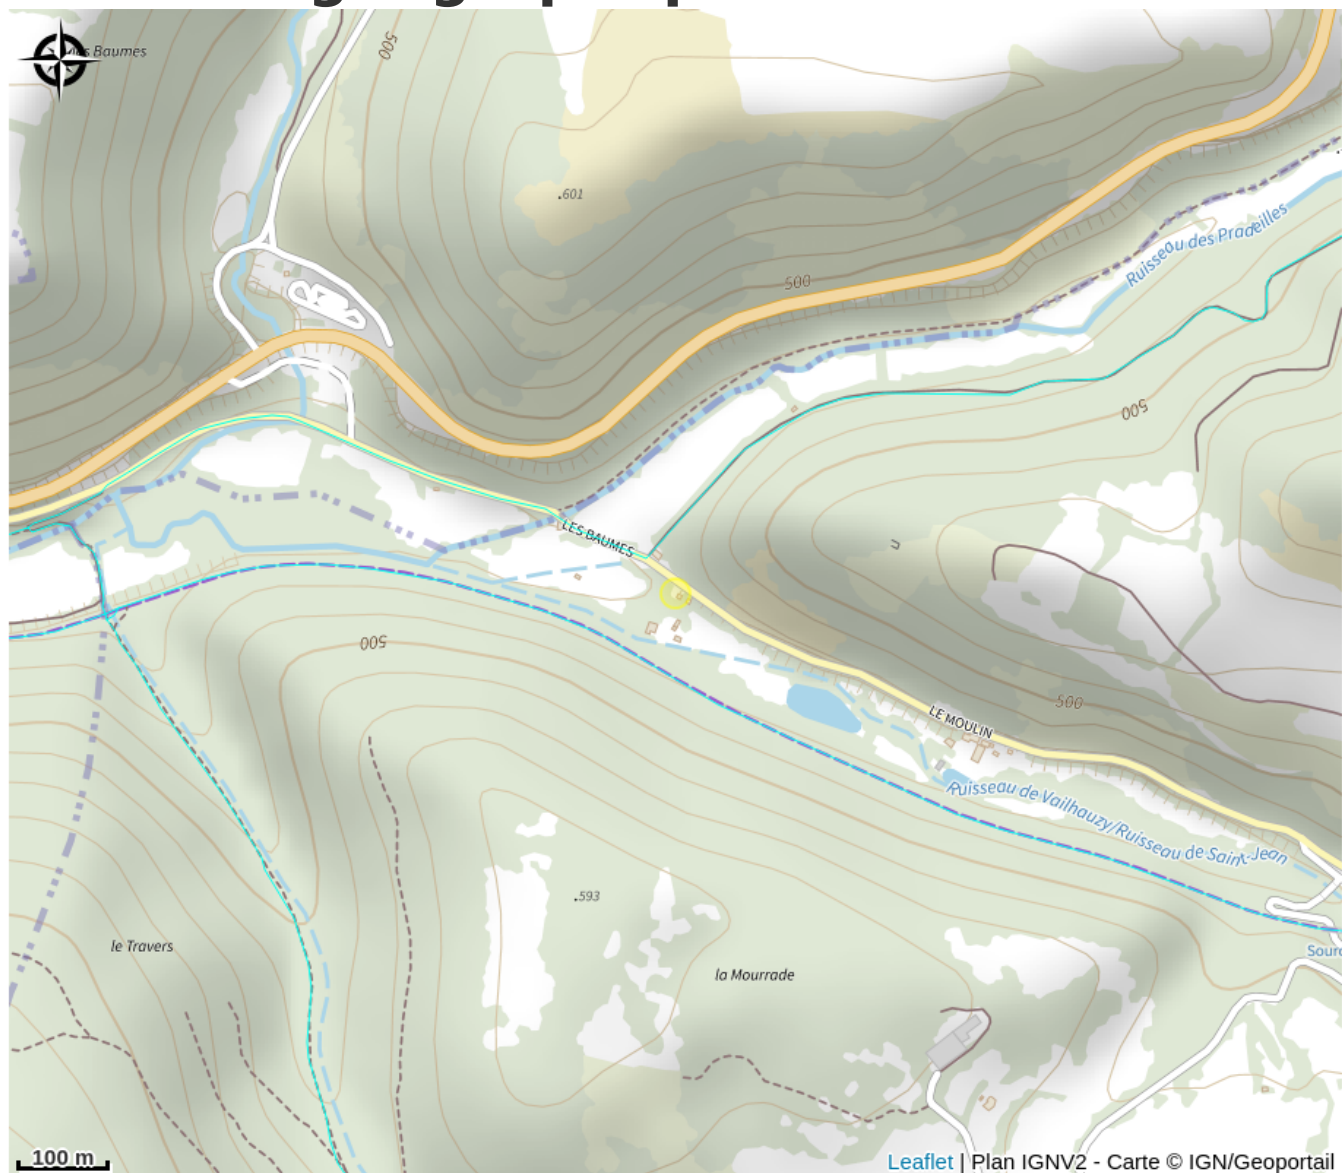 les Baumes
500
.601
Ruisseau des Pradeilles
500
500
LES BAUMES
500
500
LE MOULIN
Ruisseau de Vailhauzy/Ruisseau de Saint-Jean
.593
le Travers
la Mourrade
100 m
Leaflet | Plan IGNV2 - Carte © IGN/Geoportail